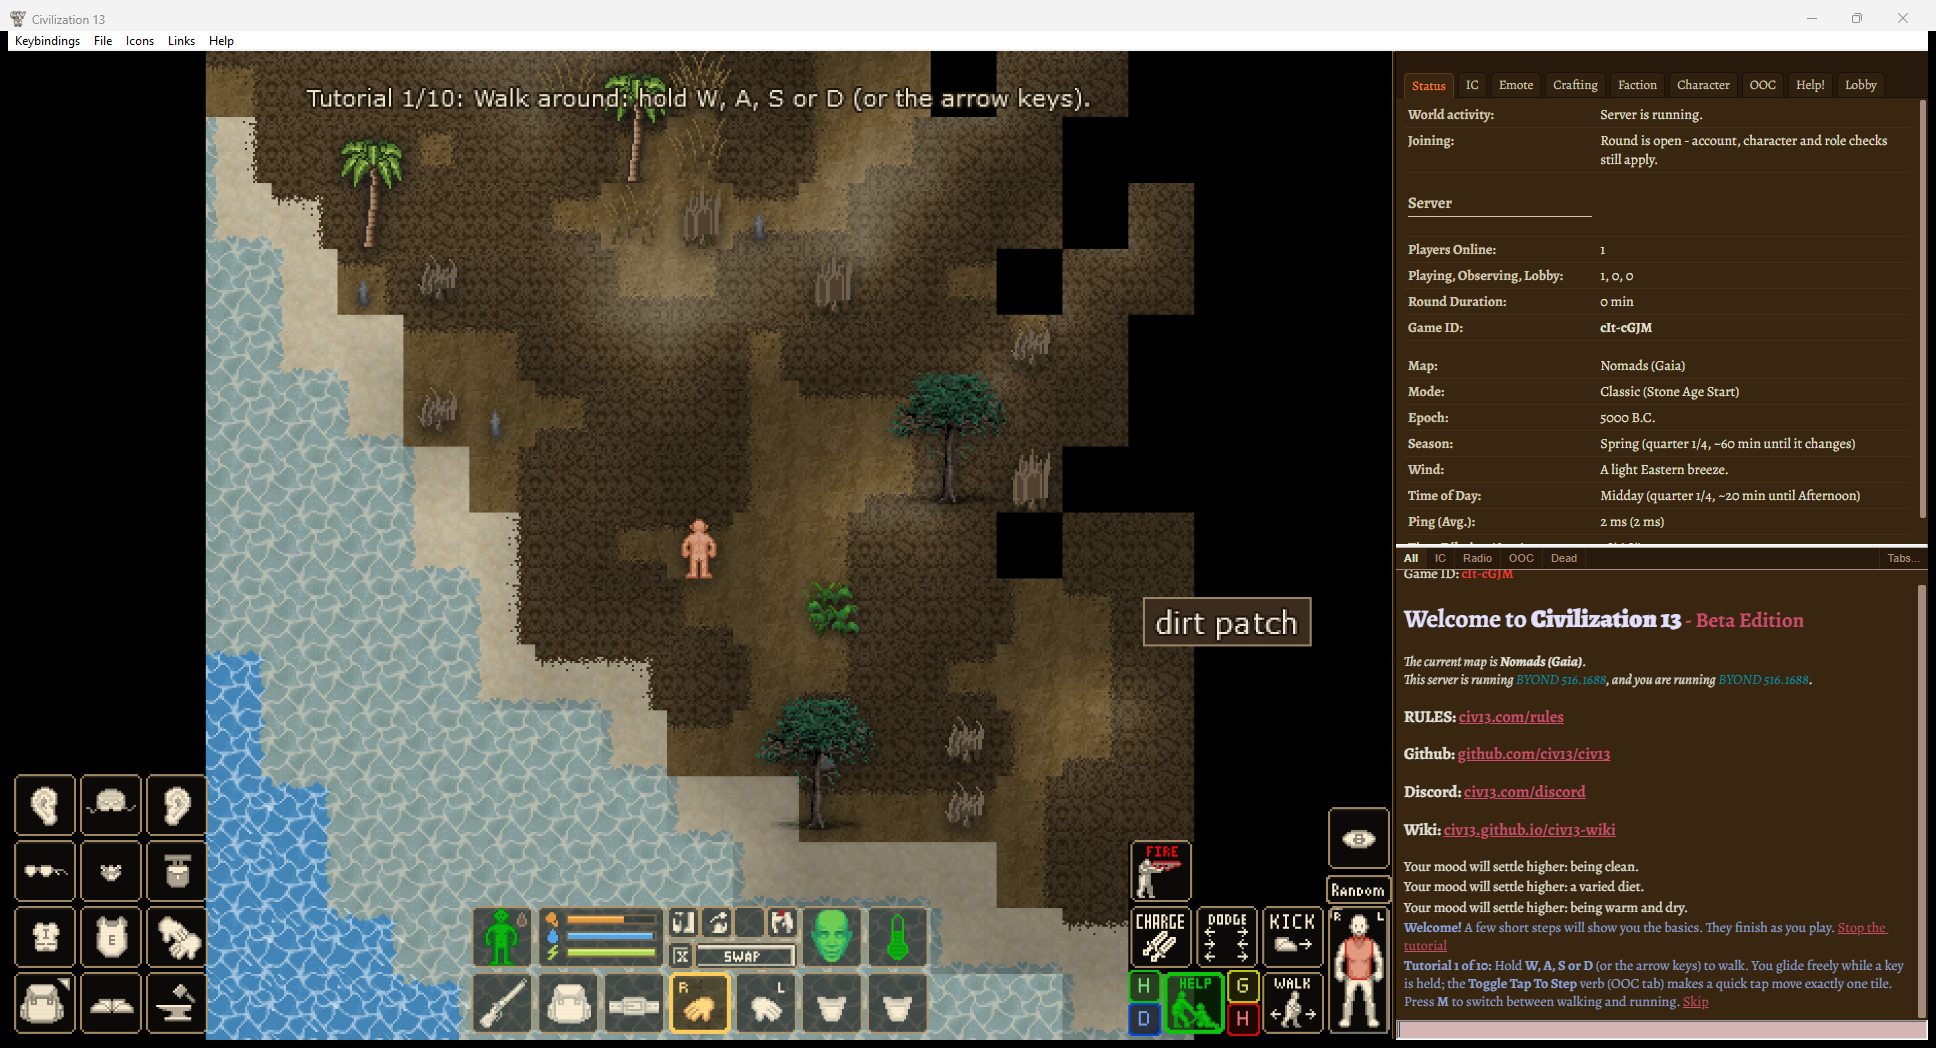 Civilization 13
Keybindings File Icons Links Help
Tutorial 1/10: Walk around: hold W, A, S or D (or the arrow keys).
dirt patch
FIRE
Random
CHARGE DODGE KICK
R L
SWAP
X
E
R L
H HELP G WALK
D H
Status IC Emote Crafting Faction Character OOC Help! Lobby
World activity: Server is running.
Joining: Round is open - account, character and role checks
still apply.
Server
Players Online: 1
Playing, Observing, Lobby: 1, 0, 0
Round Duration: 0 min
Game ID: cIt-cGJM
Map: Nomads (Gaia)
Mode: Classic (Stone Age Start)
Epoch: 5000 B.C.
Season: Spring (quarter 1/4, ~60 min until it changes)
Wind: A light Eastern breeze.
Time of Day: Midday (quarter 1/4, ~20 min until Afternoon)
Ping (Avg.): 2 ms (2 ms)
All IC Radio OOC Dead Tabs...
Game ID: cIt-cGJM
Welcome to Civilization 13 - Beta Edition
The current map is Nomads (Gaia).
This server is running BYOND 516.1688, and you are running BYOND 516.1688.
RULES: civ13.com/rules
Github: github.com/civ13/civ13
Discord: civ13.com/discord
Wiki: civ13.github.io/civ13-wiki
Your mood will settle higher: being clean.
Your mood will settle higher: a varied diet.
Your mood will settle higher: being warm and dry.
Welcome! A few short steps will show you the basics. They finish as you play. Stop the
tutorial
Tutorial 1 of 10: Hold W, A, S or D (or the arrow keys) to walk. You glide freely while a key
is held; the Toggle Tap To Step verb (OOC tab) makes a quick tap move exactly one tile.
Press M to switch between walking and running. Skip